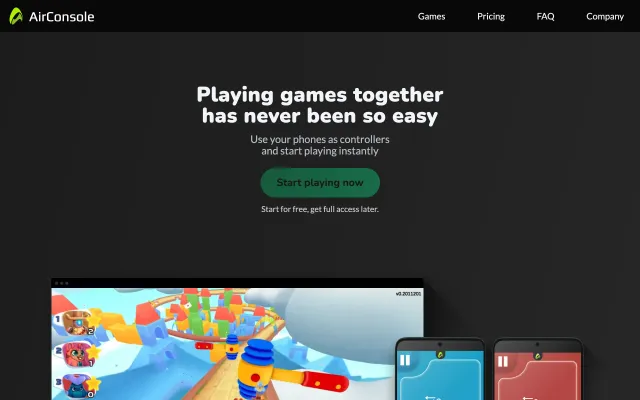 AirConsole
Games
Pricing
FAQ
Company
Playing games together
has never been so easy
Use your phones as controllers
and start playing instantly
Start playing now
Start for free, get full access later.
v0.2011201
1
2
2
1
3
0